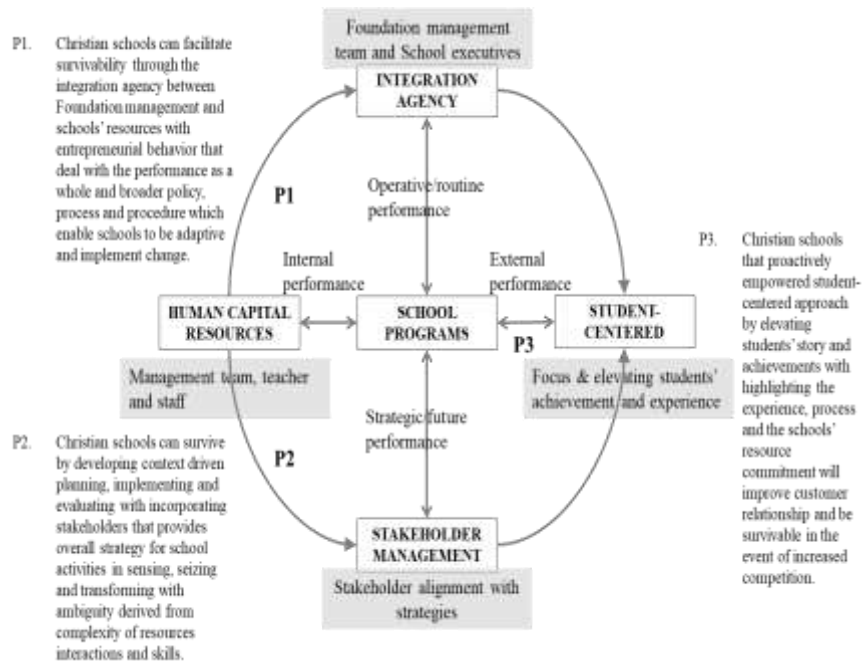 Foundation management
team and School executives
INTEGRATION
AGENCY
P1. Christian schools can facilitate
survivability through the
integration agency between
Foundation management and
schools' resources with
entrepreneurial behavior that
deal with the performance as a
whole and broader policy,
process and procedure which
enable schools to be adaptive
and implement change.
P1
Operative/routine
performance
Internal
performance
External
performance
HUMAN CAPITAL
RESOURCES
SCHOOL
PROGRAMS
STUDENT-
CENTERED
P3
Management team, teacher
and staff
Focus & elevating students'
achievement and experience
Strategic/future
performance
P2
P2. Christian schools can survive
by developing context driven
planning, implementing and
evaluating with incorporating
stakeholders that provides
overall strategy for school
activities in sensing, seizing
and transforming with
ambiguity derived from
complexity of resources
interactions and skills.
STAKEHOLDER
MANAGEMENT
Stakeholder alignment with
strategies
P3. Christian schools
that proactively
empowered student-
centered approach
by elevating
students' story and
achievements with
highlighting the
experience, process
and the schools'
resource
commitment will
improve customer
relationship and be
survivable in the
event of increased
competition.